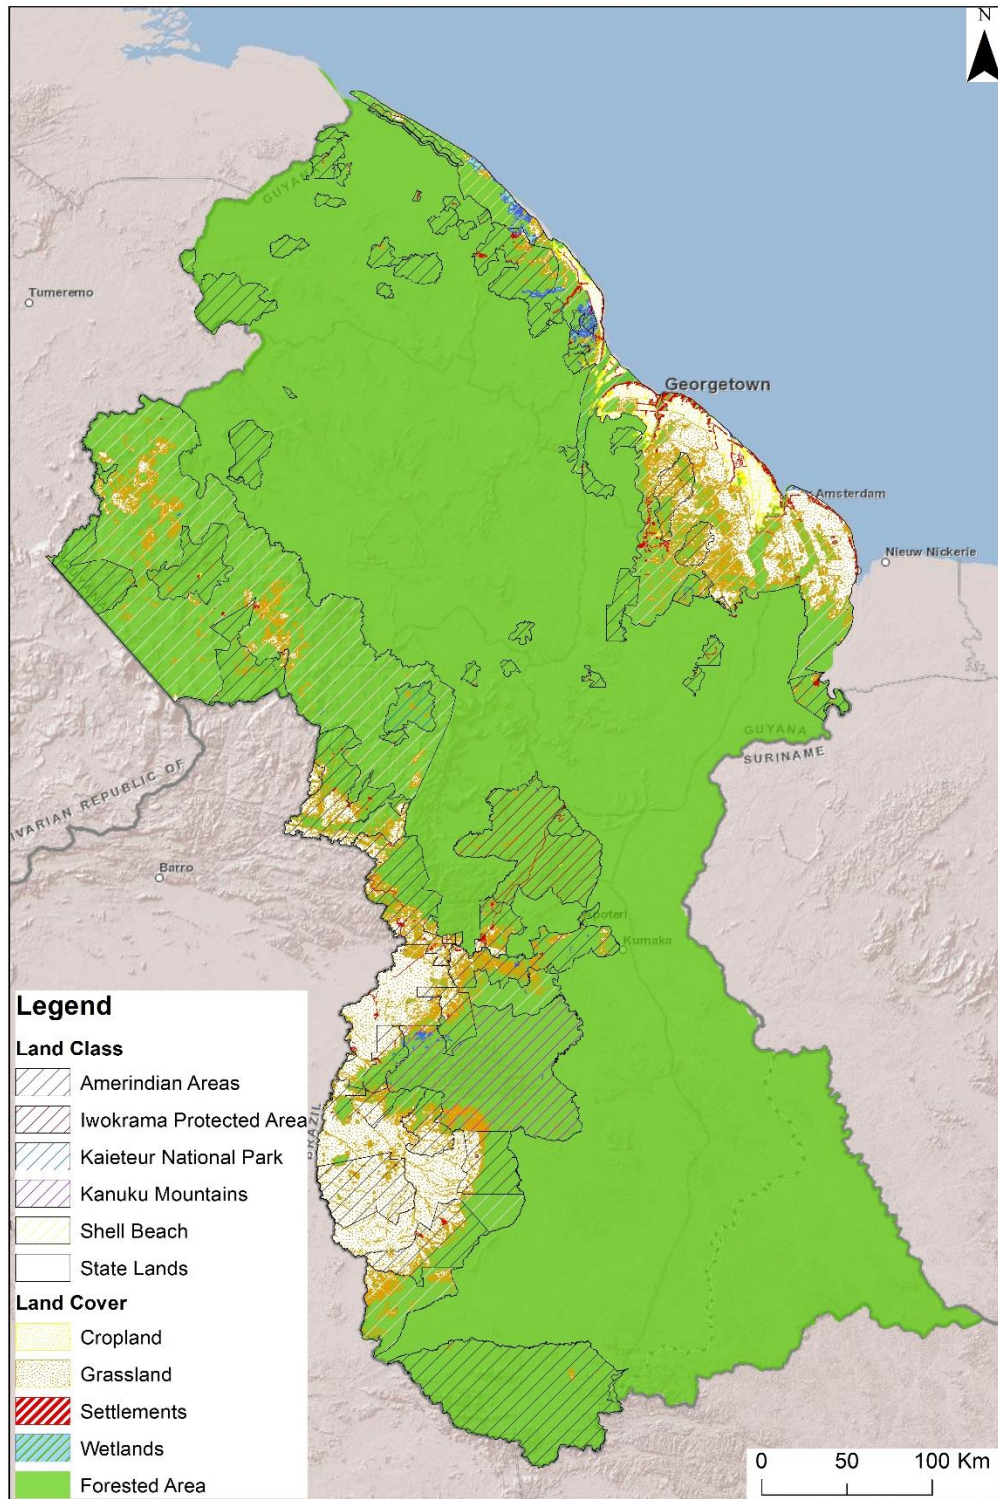 N
GUYANA
Tumeremo
Georgetown
Amsterdam
Nieuw Nickerie
GUYANA
SURINAME
IVARIAN REPUBLIC OF
Barro
Apoteri
Kumaka
BRAZIL
Legend
Land Class
Amerindian Areas
Iwokrama Protected Area
Kaieteur National Park
Kanuku Mountains
Shell Beach
State Lands
Land Cover
Cropland
Grassland
Settlements
Wetlands
Forested Area
0 50 100 Km